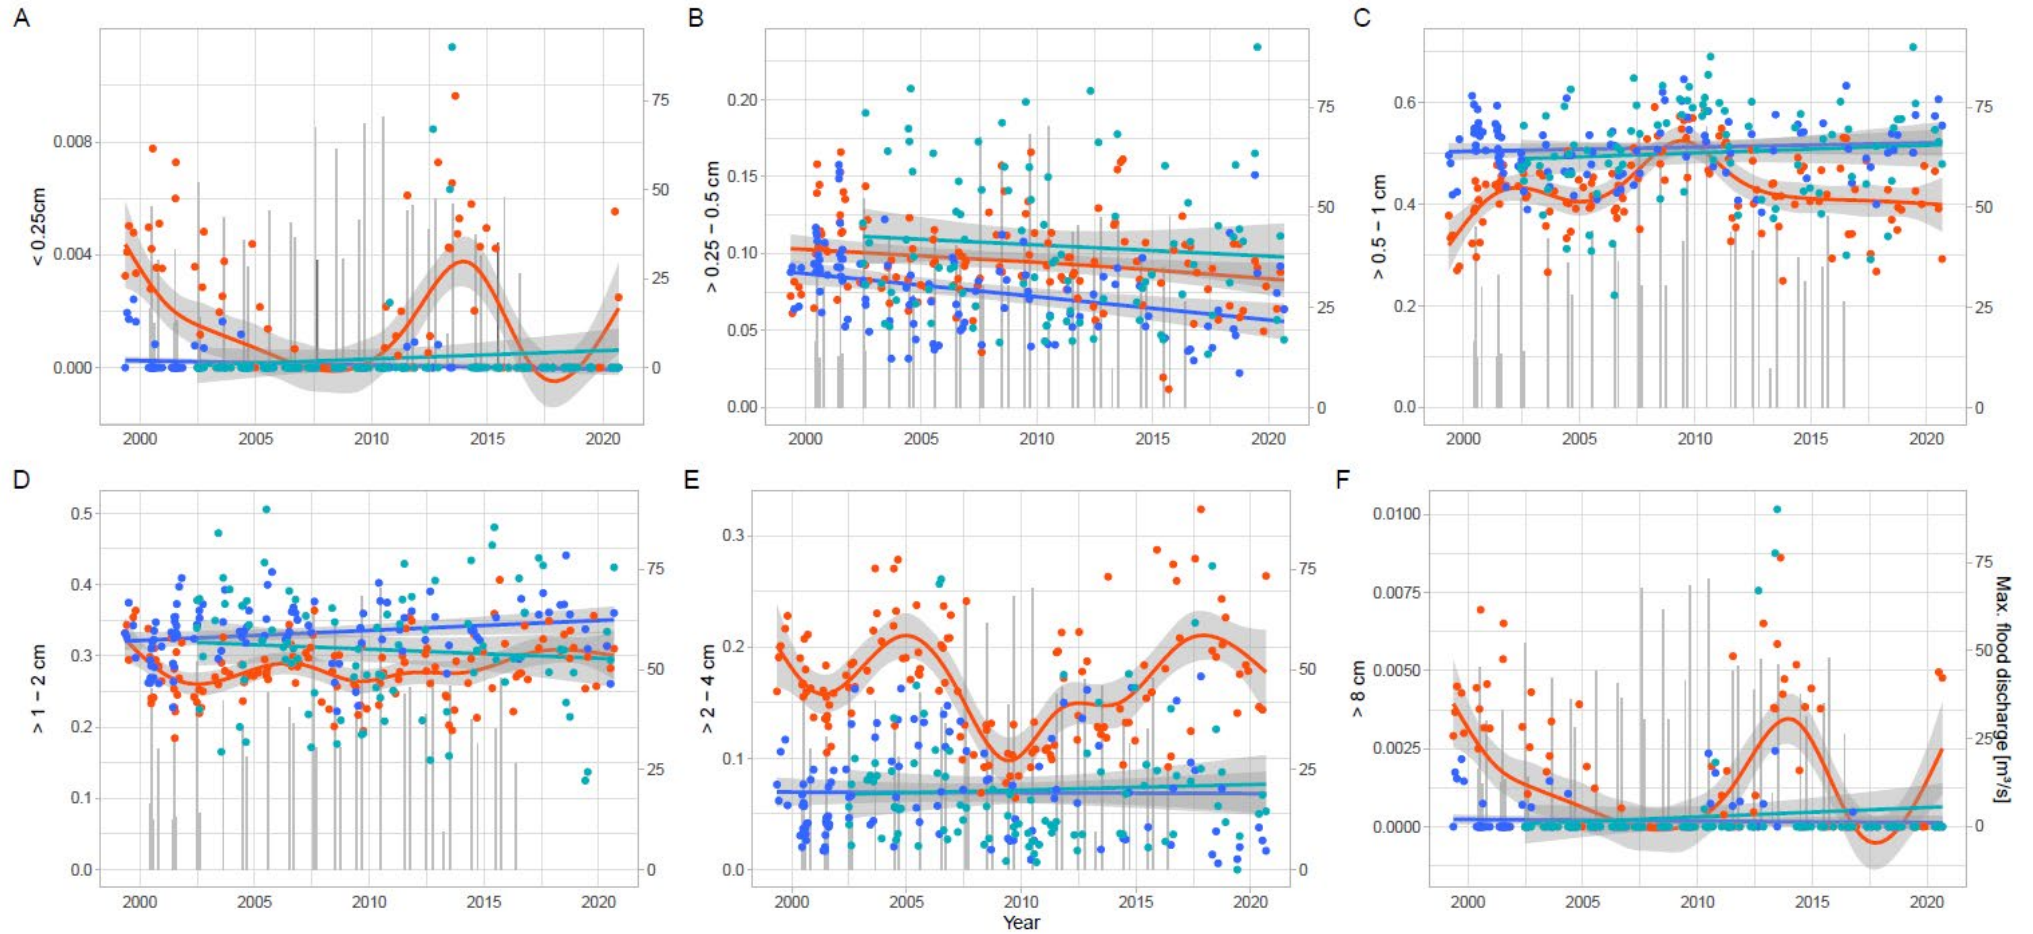 A
< 0.25cm
0.008
0.004
0.000
75
50
25
0
2000 2005 2010 2015 2020
B
> 0.25 − 0.5 cm
0.20
0.15
0.10
0.05
0.00
75
50
25
0
2000 2005 2010 2015 2020
C
> 0.5 − 1 cm
0.6
0.4
0.2
0.0
75
50
25
0
2000 2005 2010 2015 2020
D
> 1 − 2 cm
0.5
0.4
0.3
0.2
0.1
0.0
75
50
25
0
2000 2005 2010 2015 2020
E
> 2 − 4 cm
0.3
0.2
0.1
0.0
75
50
25
0
2000 2005 2010 2015 2020
Year
F
> 8 cm
0.0100
0.0075
0.0050
0.0025
0.0000
75
50
25
0
Max. flood discharge [m³/s]
2000 2005 2010 2015 2020